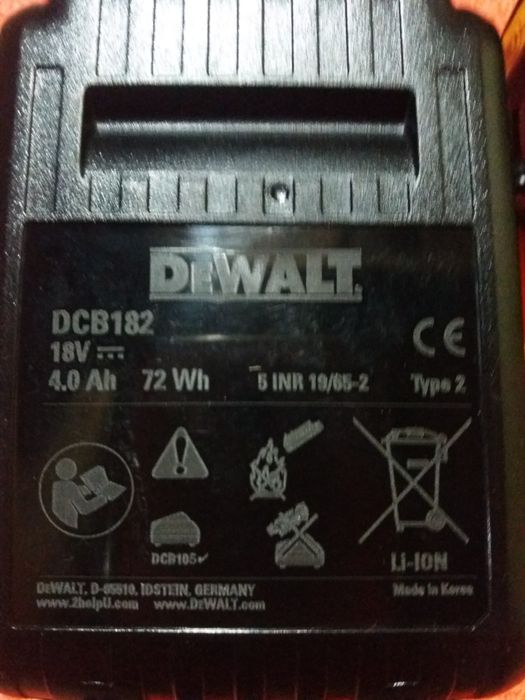 DEWALT
DCB182
18V
4.0 Ah 72 Wh 5 INR 19/65-2 Type 2
CE
DCB105✓
Li-ION
DEWALT, D-65510, IDSTEIN, GERMANY
www.2helpU.com www.DEWALT.com
Made in Korea